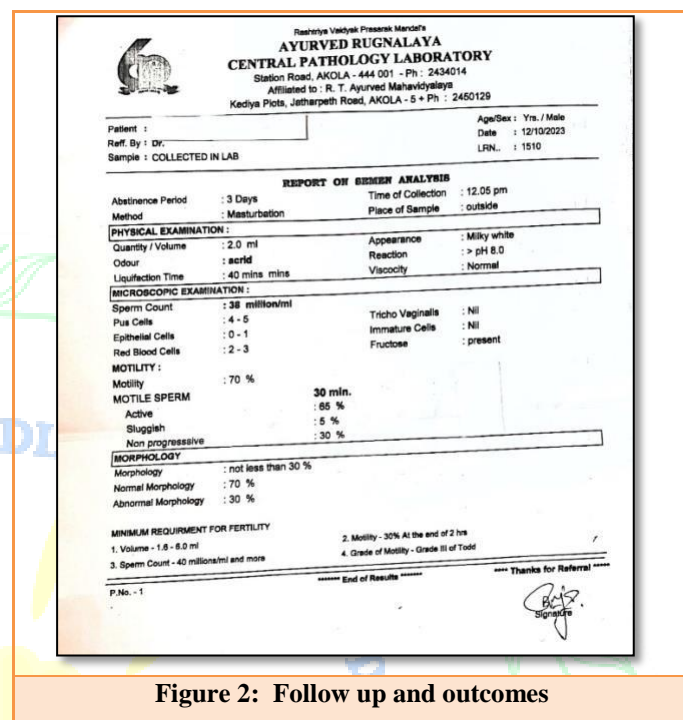 Rashtriya Vaidyak Prasarak Mandal's
AYURVED RUGNALAYA
CENTRAL PATHOLOGY LABORATORY
Station Road, AKOLA - 444 001 - Ph : 2434014
Affiliated to : R. T. Ayurved Mahavidyalaya
Kediya Plots, Jatharpeth Road, AKOLA - 5 + Ph : 2450129
Patient :
Age/Sex : Yrs. / Male
Reff. By : Dr.
Date : 12/10/2023
Sample : COLLECTED IN LAB
LRN.. : 1510
REPORT ON SEMEN ANALYSIS
Abstinence Period : 3 Days Time of Collection : 12.05 pm
Method : Masturbation Place of Sample : outside
PHYSICAL EXAMINATION :
Quantity / Volume : 2.0 ml Appearance : Milky white
Odour : acrid Reaction : > pH 8.0
Liquifection Time : 40 mins mins Viscocity : Normal
MICROSCOPIC EXAMINATION :
Sperm Count : 38 million/ml
Pus Cells : 4 - 5 Tricho Vaginalis : Nil
Epithelial Cells : 0 - 1 Immature Cells : Nil
Red Blood Cells : 2 - 3 Fructose : present
MOTILITY :
Motility : 70 %
MOTILE SPERM 30 min.
Active : 65 %
Sluggish : 5 %
Non progressive : 30 %
MORPHOLOGY
Morphology : not less than 30 %
Normal Morphology : 70 %
Abnormal Morphology : 30 %
MINIMUM REQUIRMENT FOR FERTILITY
1. Volume - 1.6 - 6.0 ml 2. Motility - 30% At the end of 2 hrs
3. Sperm Count - 40 millions/ml and more 4. Grade of Motility - Grade III of Todd
******* End of Results ******* **** Thanks for Referral *****
P.No. - 1
Signature
Figure 2: Follow up and outcomes